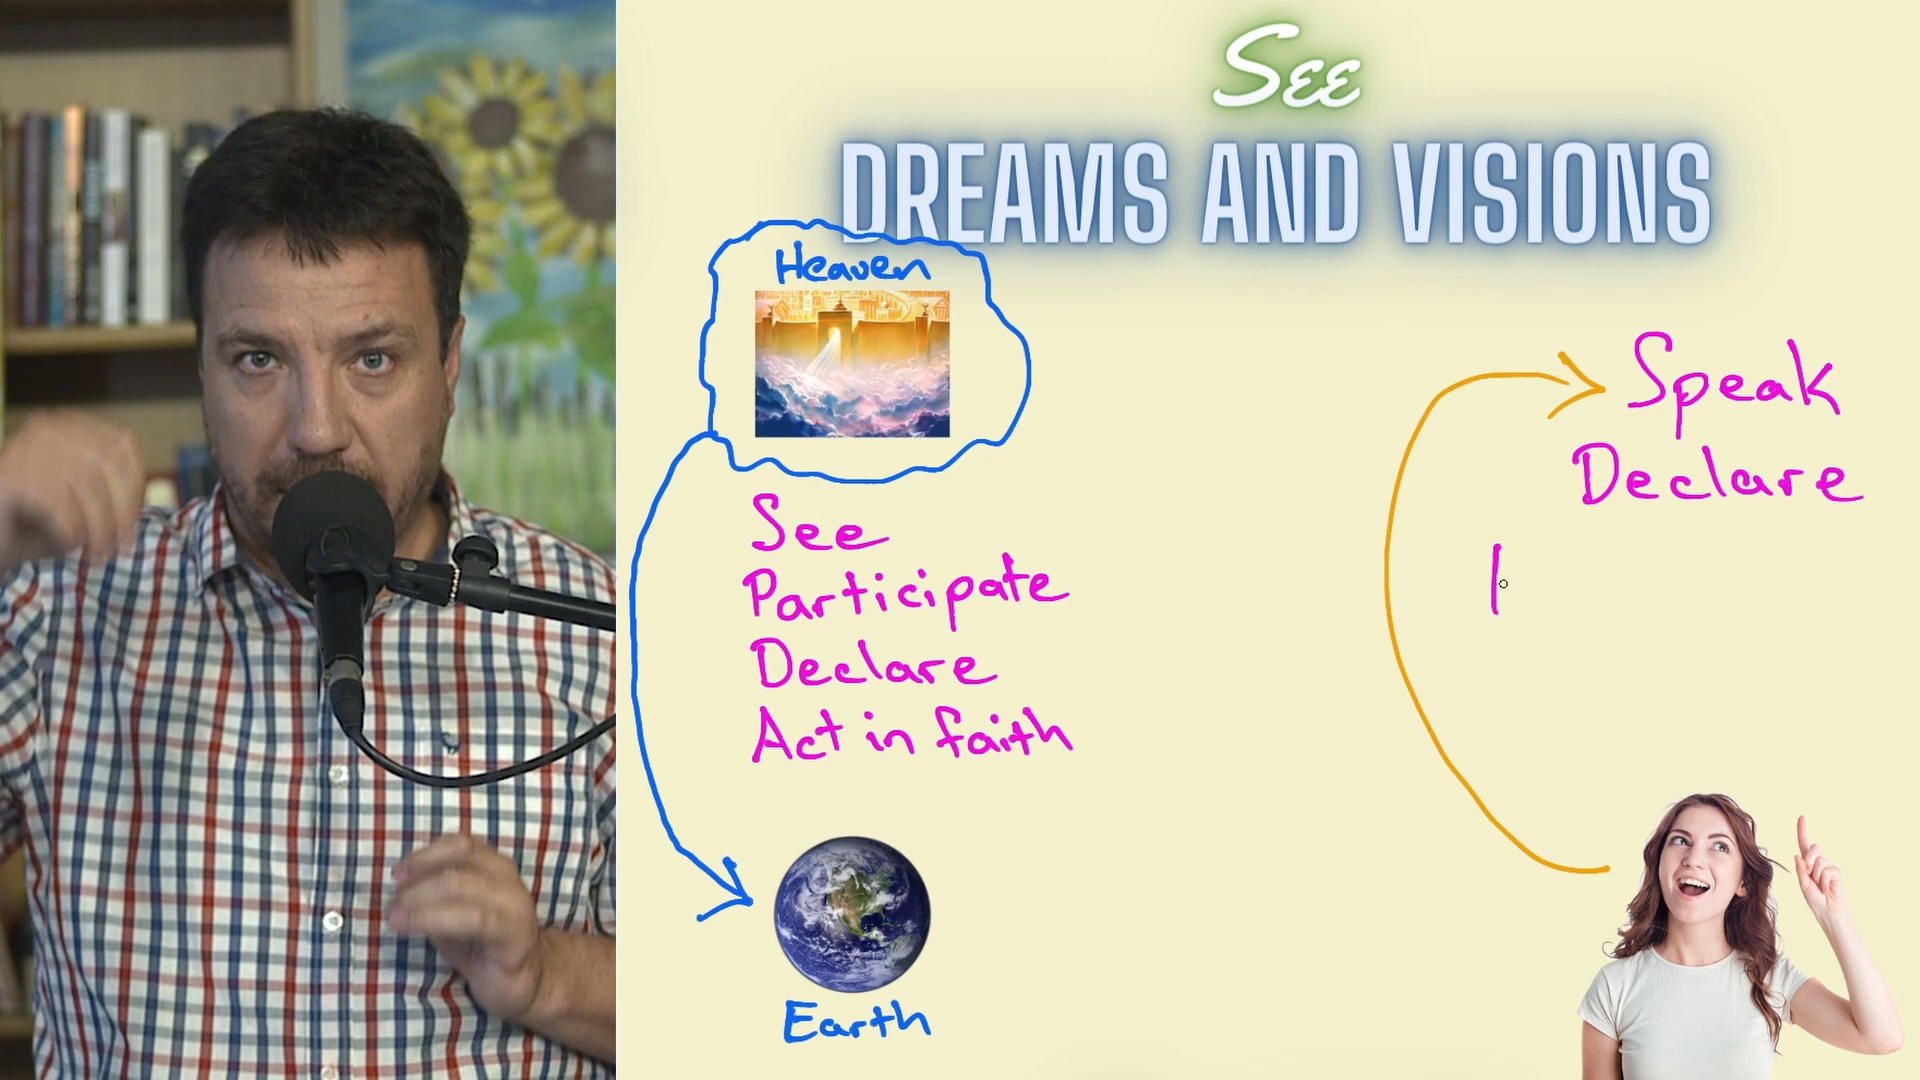 See
DREAMS AND VISIONS
Heaven
See
Participate
Declare
Act in faith
Earth
Speak
Declare